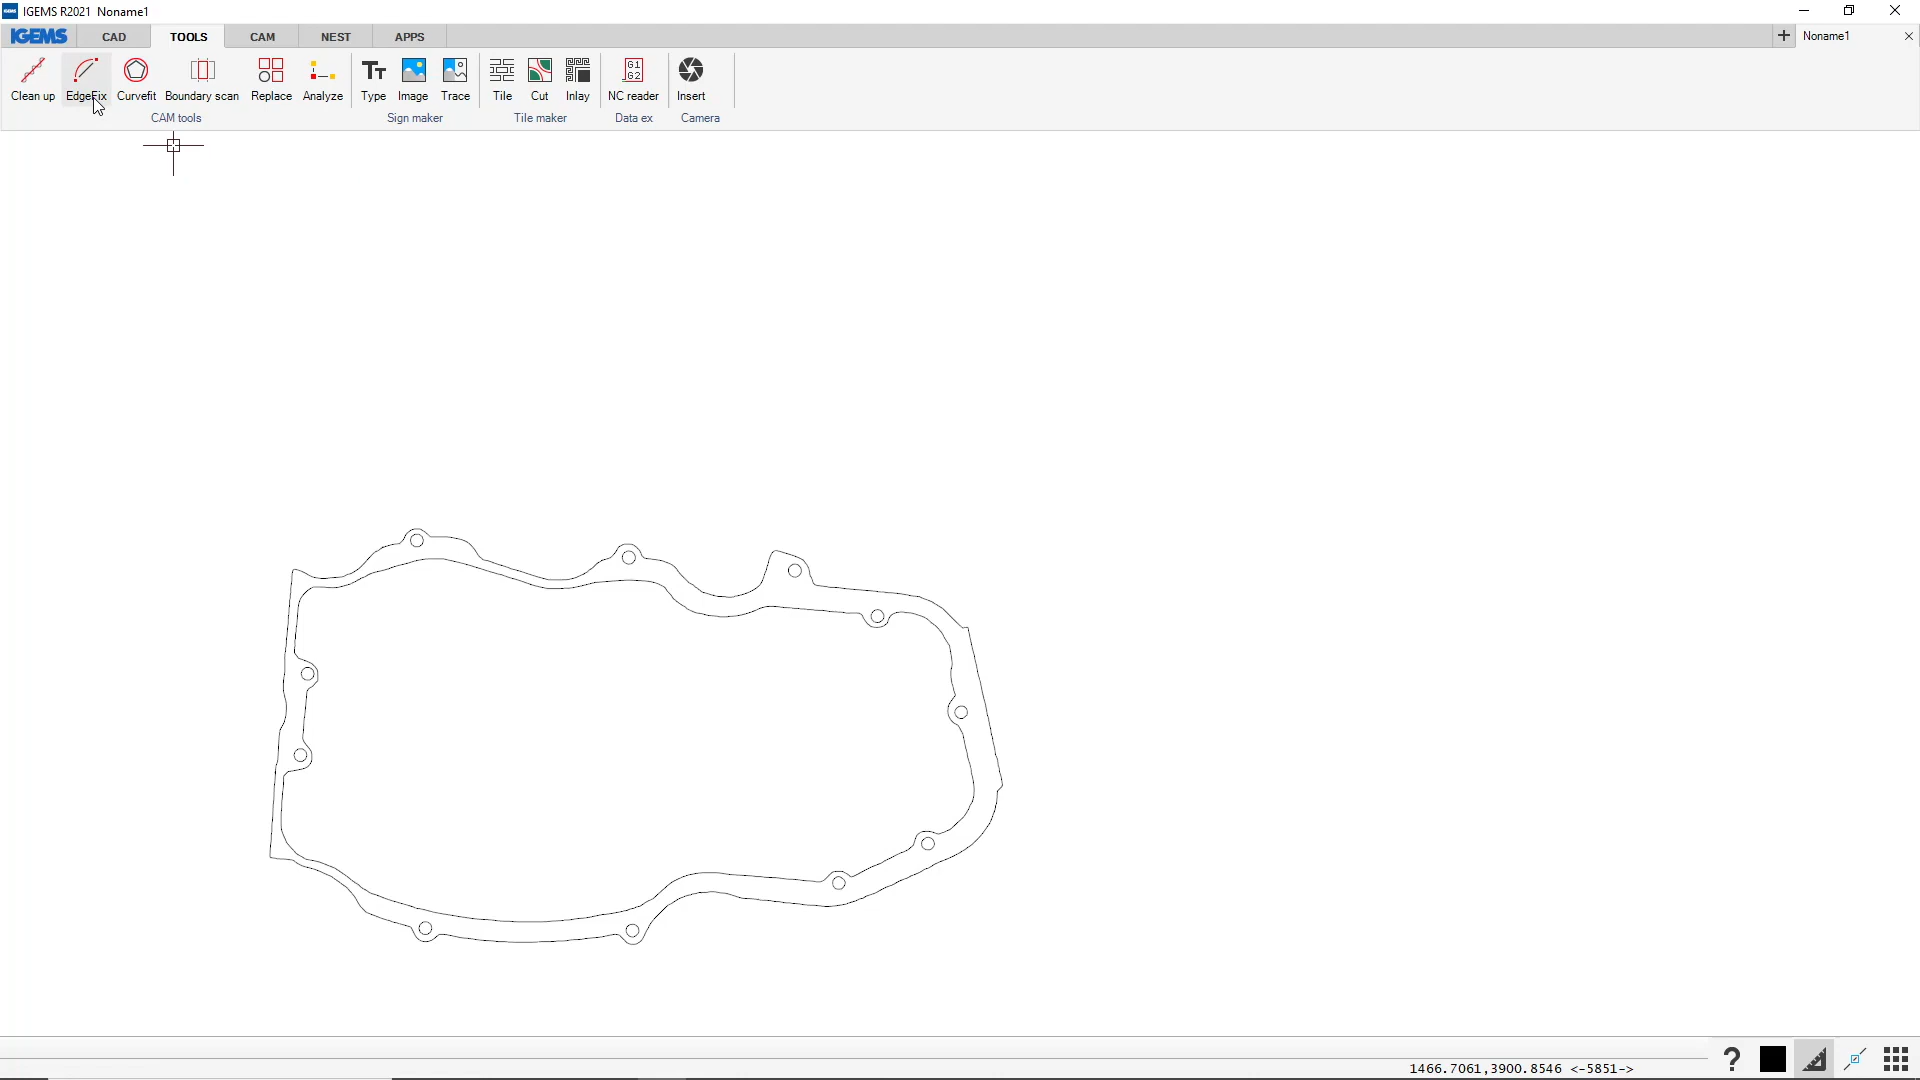 IGEMS R2021 Noname1
IGEMS CAD TOOLS CAM NEST APPS + Noname1
Clean up EdgeFix Curvefit Boundary scan Replace Analyze Type Image Trace Tile Cut Inlay NC reader Insert
CAM tools Sign maker Tile maker Data ex Camera
1466.7061,3900.8546 <-5851->